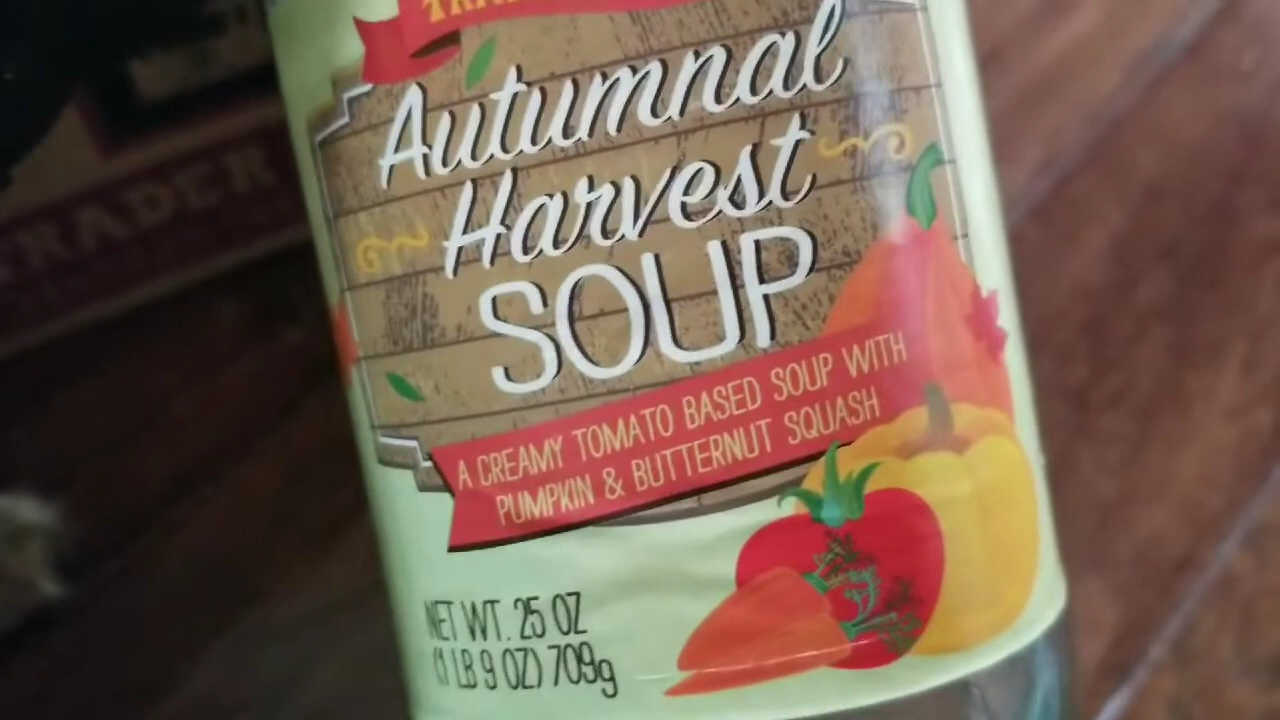 Autumnal
Harvest
SOUP
A CREAMY TOMATO BASED SOUP WITH
PUMPKIN & BUTTERNUT SQUASH
NET WT. 25 OZ
(1 LB 9 OZ) 709g
TRADER